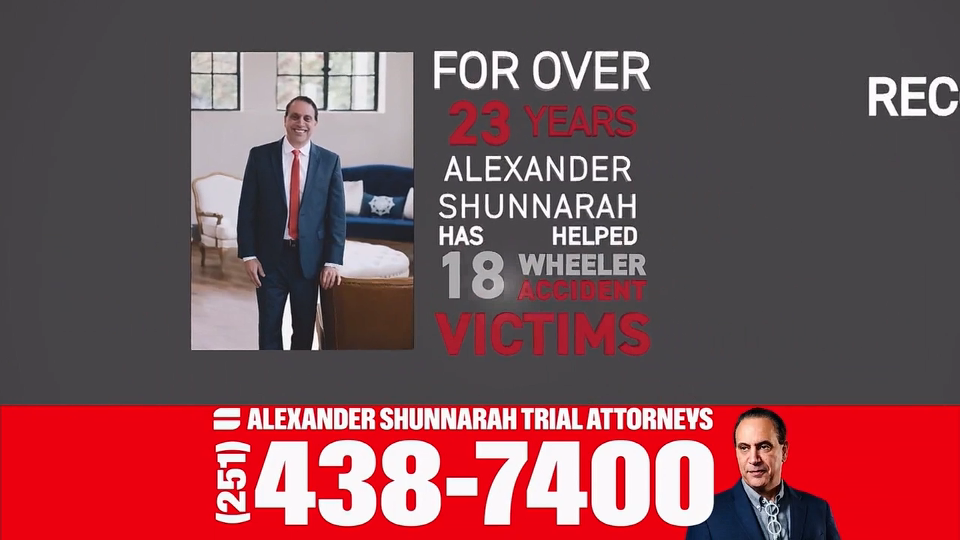 FOR OVER
23 YEARS
ALEXANDER
SHUNNARAH
HAS HELPED
18 WHEELER
ACCIDENT
VICTIMS
REC
ALEXANDER SHUNNARAH TRIAL ATTORNEYS
(251) 438-7400